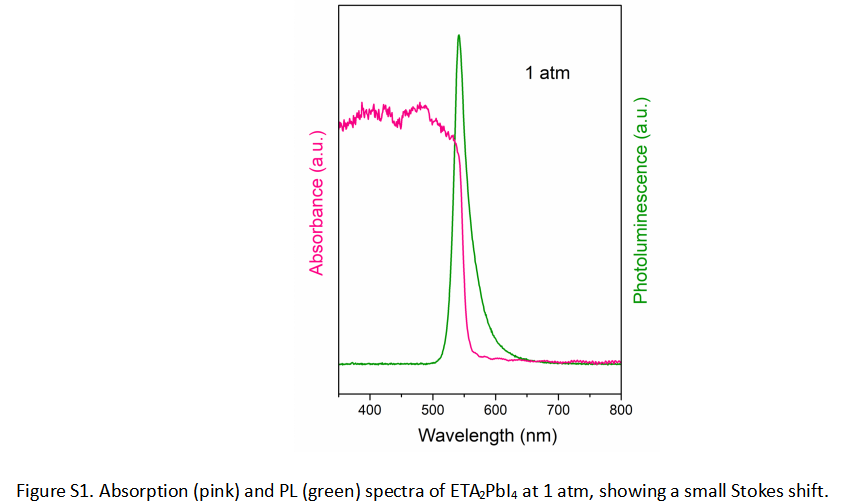 1 atm
Absorbance (a.u.)
Photoluminescence (a.u.)
400 500 600 700 800
Wavelength (nm)
Figure S1. Absorption (pink) and PL (green) spectra of ETA₂PbI₄ at 1 atm, showing a small Stokes shift.